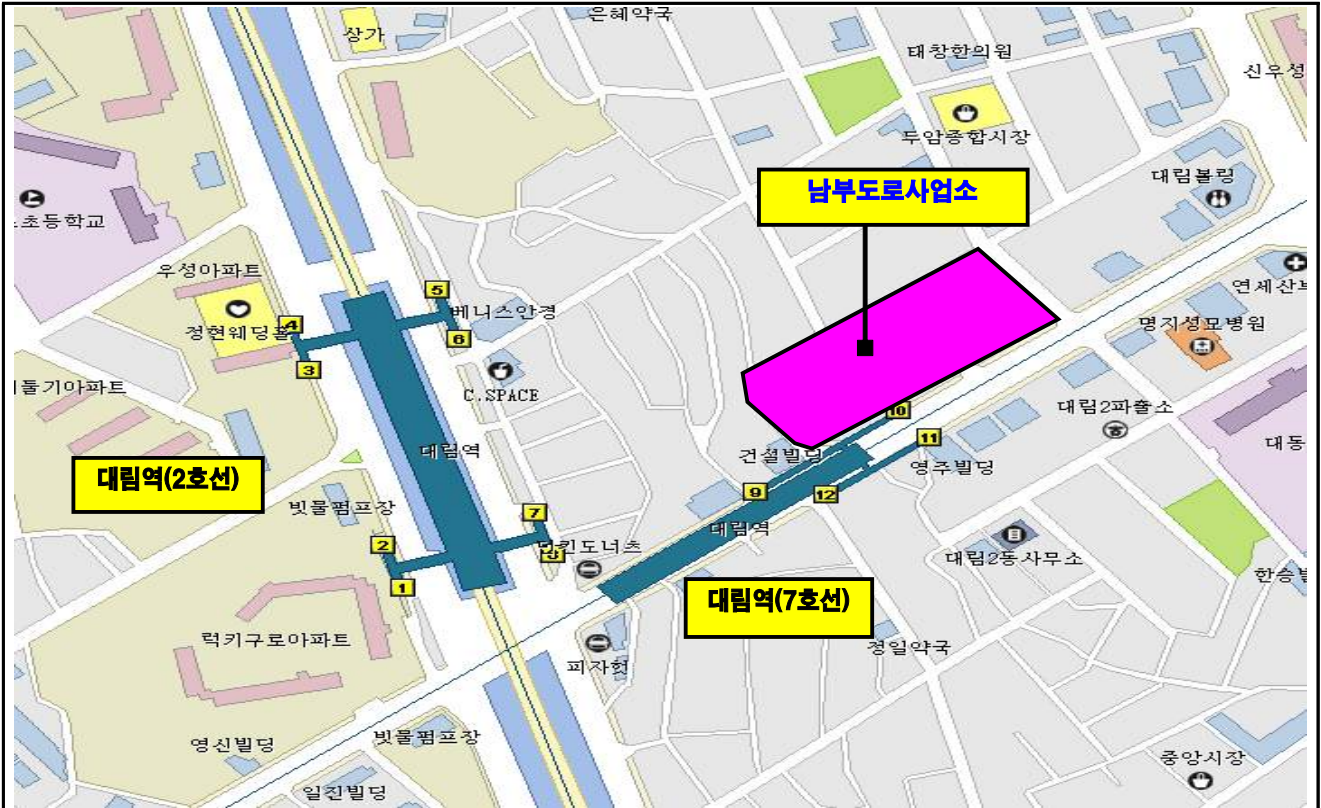 은혜약국
상가
태창한의원
신우성
두암종합시장
대림볼링
남부도로사업소
초등학교
우성아파트
5
베니스안경
연세산부
4
정현웨딩홀
6
명지성모병원
3
C.SPACE
돌기아파트
10
대림2파출소
11
대림역
건설빌딩
영주빌딩
대동
대림역(2호선)
9
12
빗물펌프장
7
대림역
2
던킨도너츠
8
대림2동사무소
1
한승빌
대림역(7호선)
럭키구로아파트
피자헛
정일약국
영신빌딩
빗물펌프장
중앙시장
일진빌딩